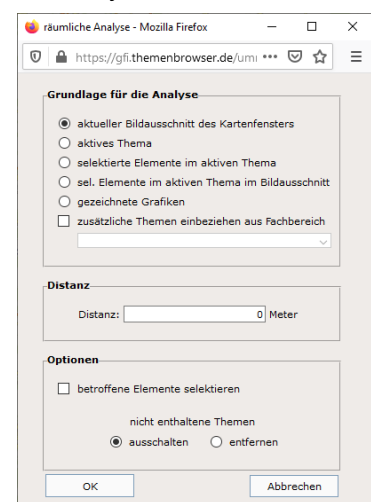 räumliche Analyse - Mozilla Firefox
https://gfi.themenbrowser.de/umı
Grundlage für die Analyse
aktueller Bildausschnitt des Kartenfensters
aktives Thema
selektierte Elemente im aktiven Thema
sel. Elemente im aktiven Thema im Bildausschnitt
gezeichnete Grafiken
zusätzliche Themen einbeziehen aus Fachbereich
Distanz
Distanz: 0 Meter
Optionen
betroffene Elemente selektieren
nicht enthaltene Themen
ausschalten entfernen
OK Abbrechen